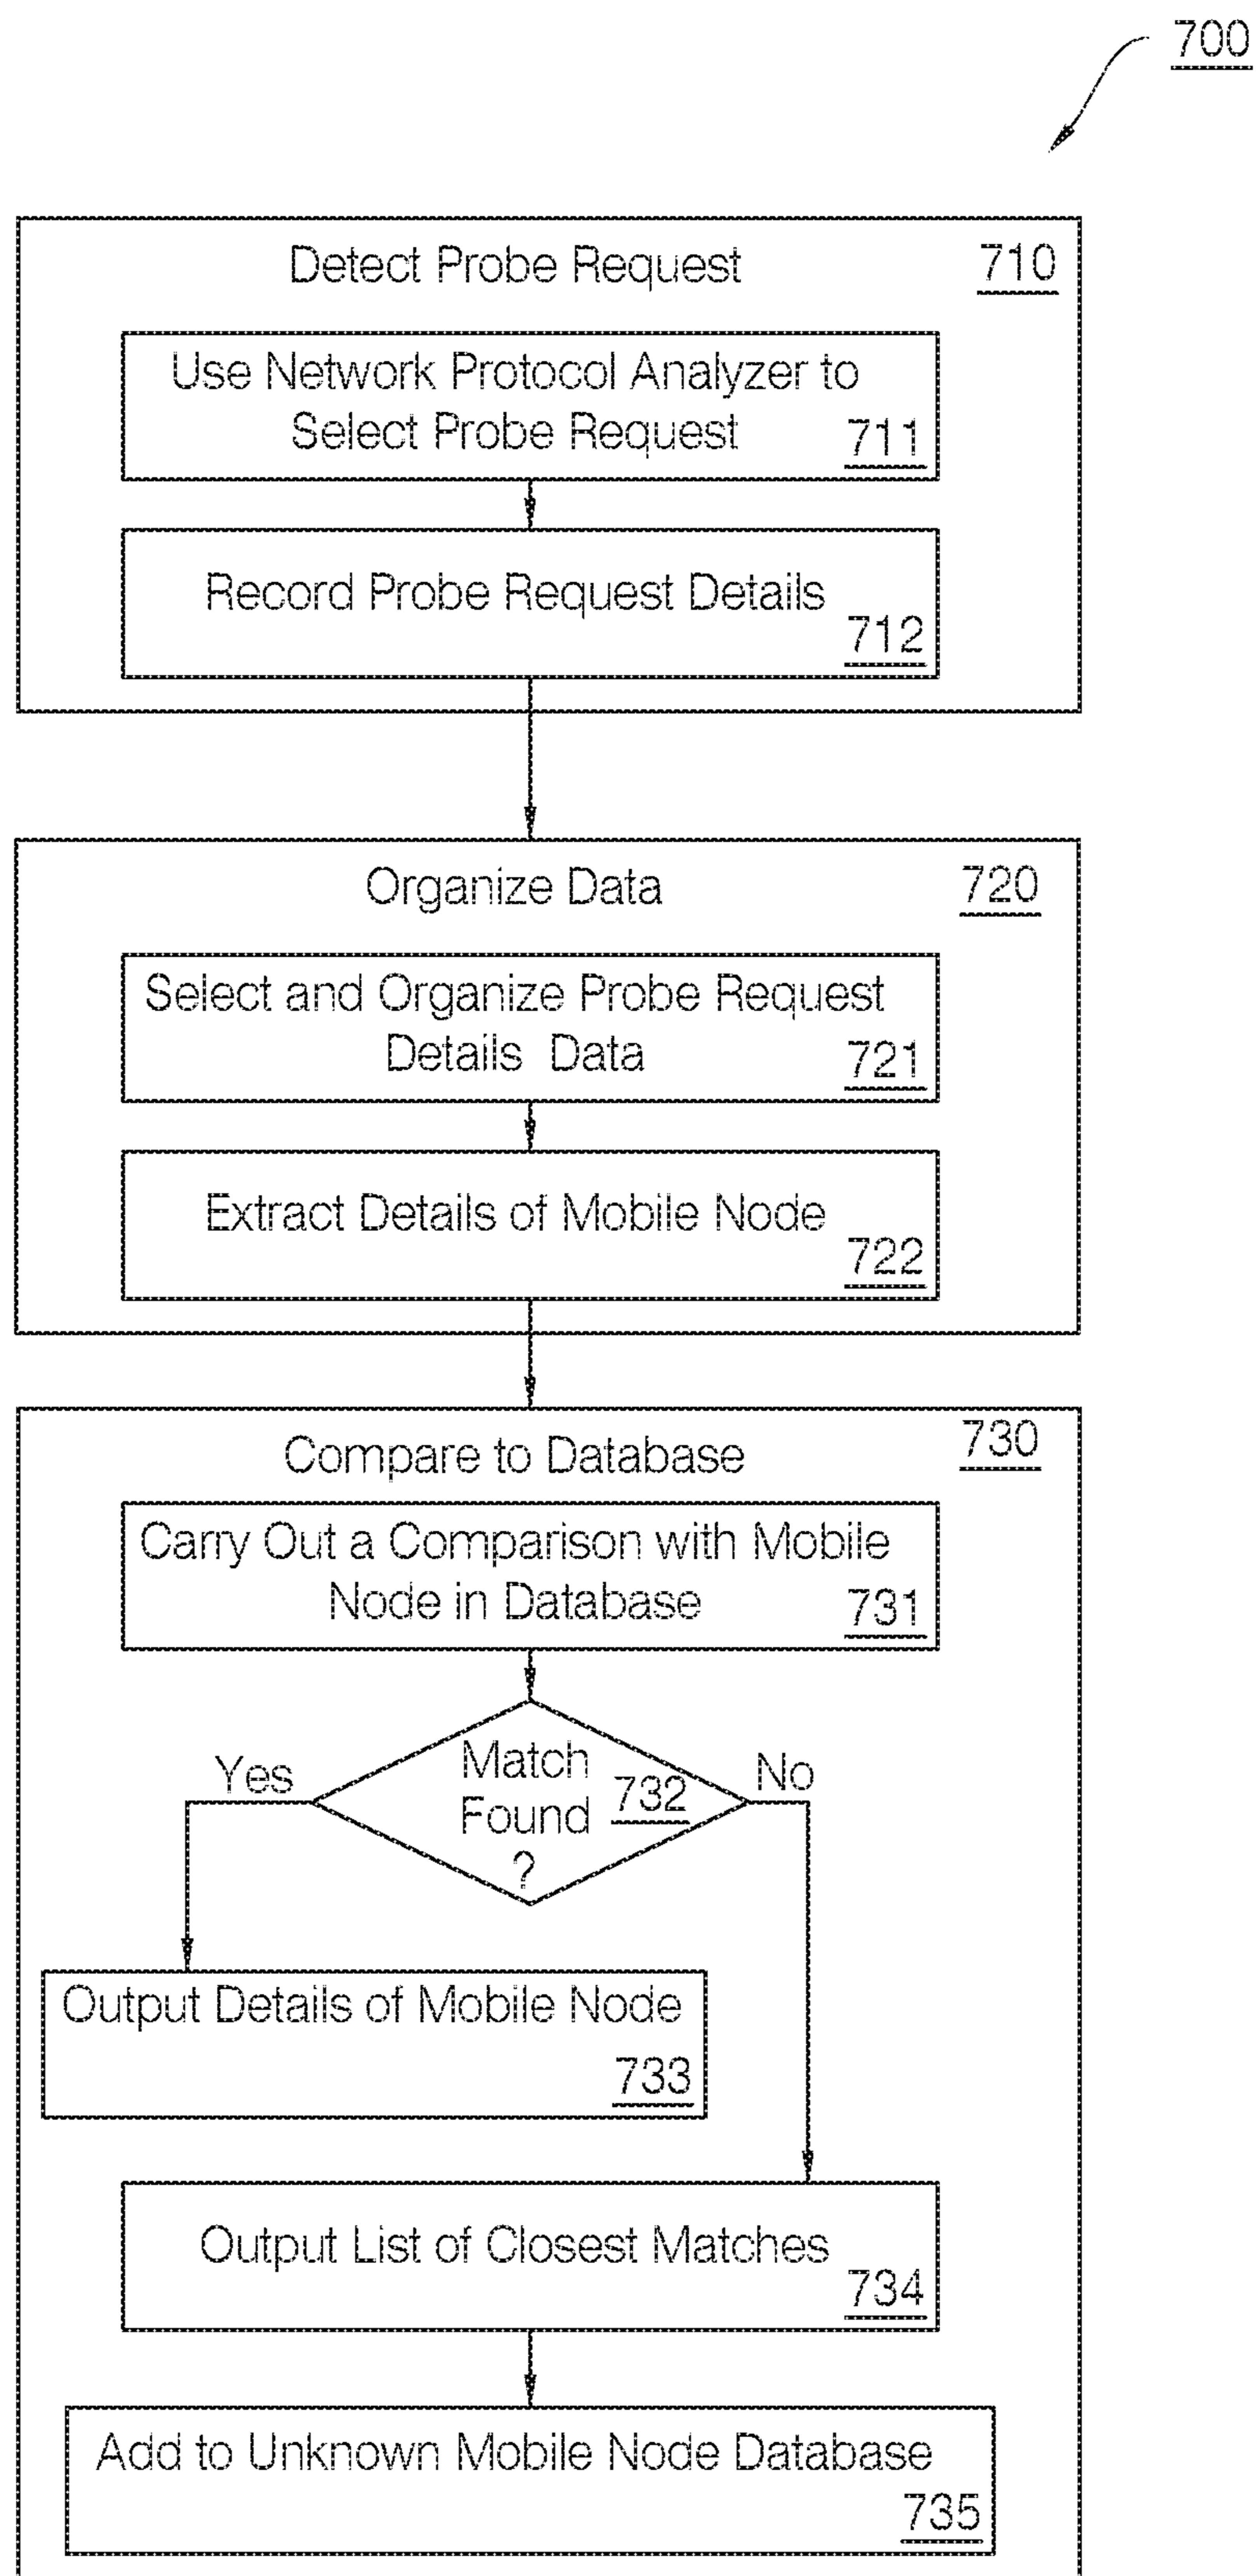 700
Detect Probe Request 710
Use Network Protocol Analyzer to
Select Probe Request 711
Record Probe Request Details
712
Organize Data 720
Select and Organize Probe Request
Details Data 721
Extract Details of Mobile Node
722
Compare to Database 730
Carry Out a Comparison with Mobile
Node in Database 731
Yes
Match
Found 732
?
No
Output Details of Mobile Node
733
Output List of Closest Matches
734
Add to Unknown Mobile Node Database
735